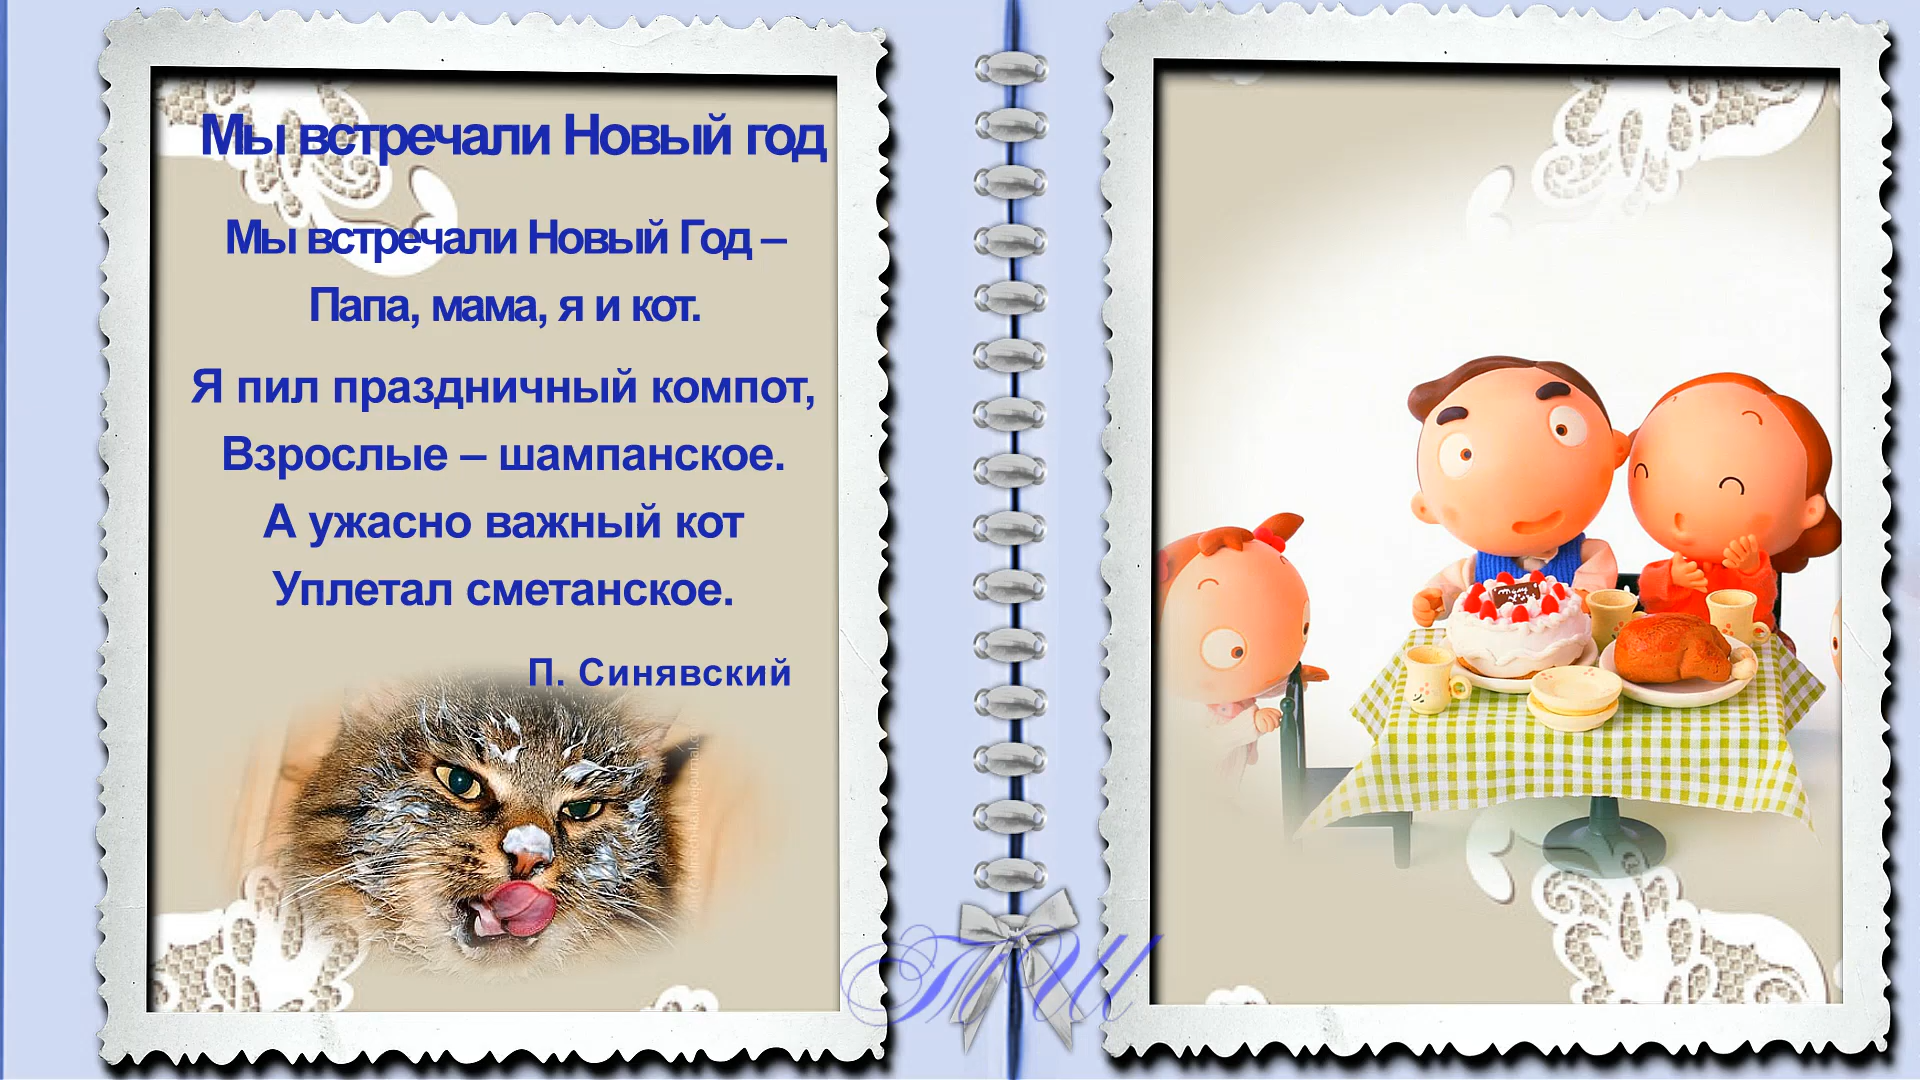 Мы встречали Новый год
Мы встречали Новый Год –
Папа, мама, я и кот.
Я пил праздничный компот,
Взрослые – шампанское.
А ужасно важный кот
Уплетал сметанское.
П. Синявский
ТШ